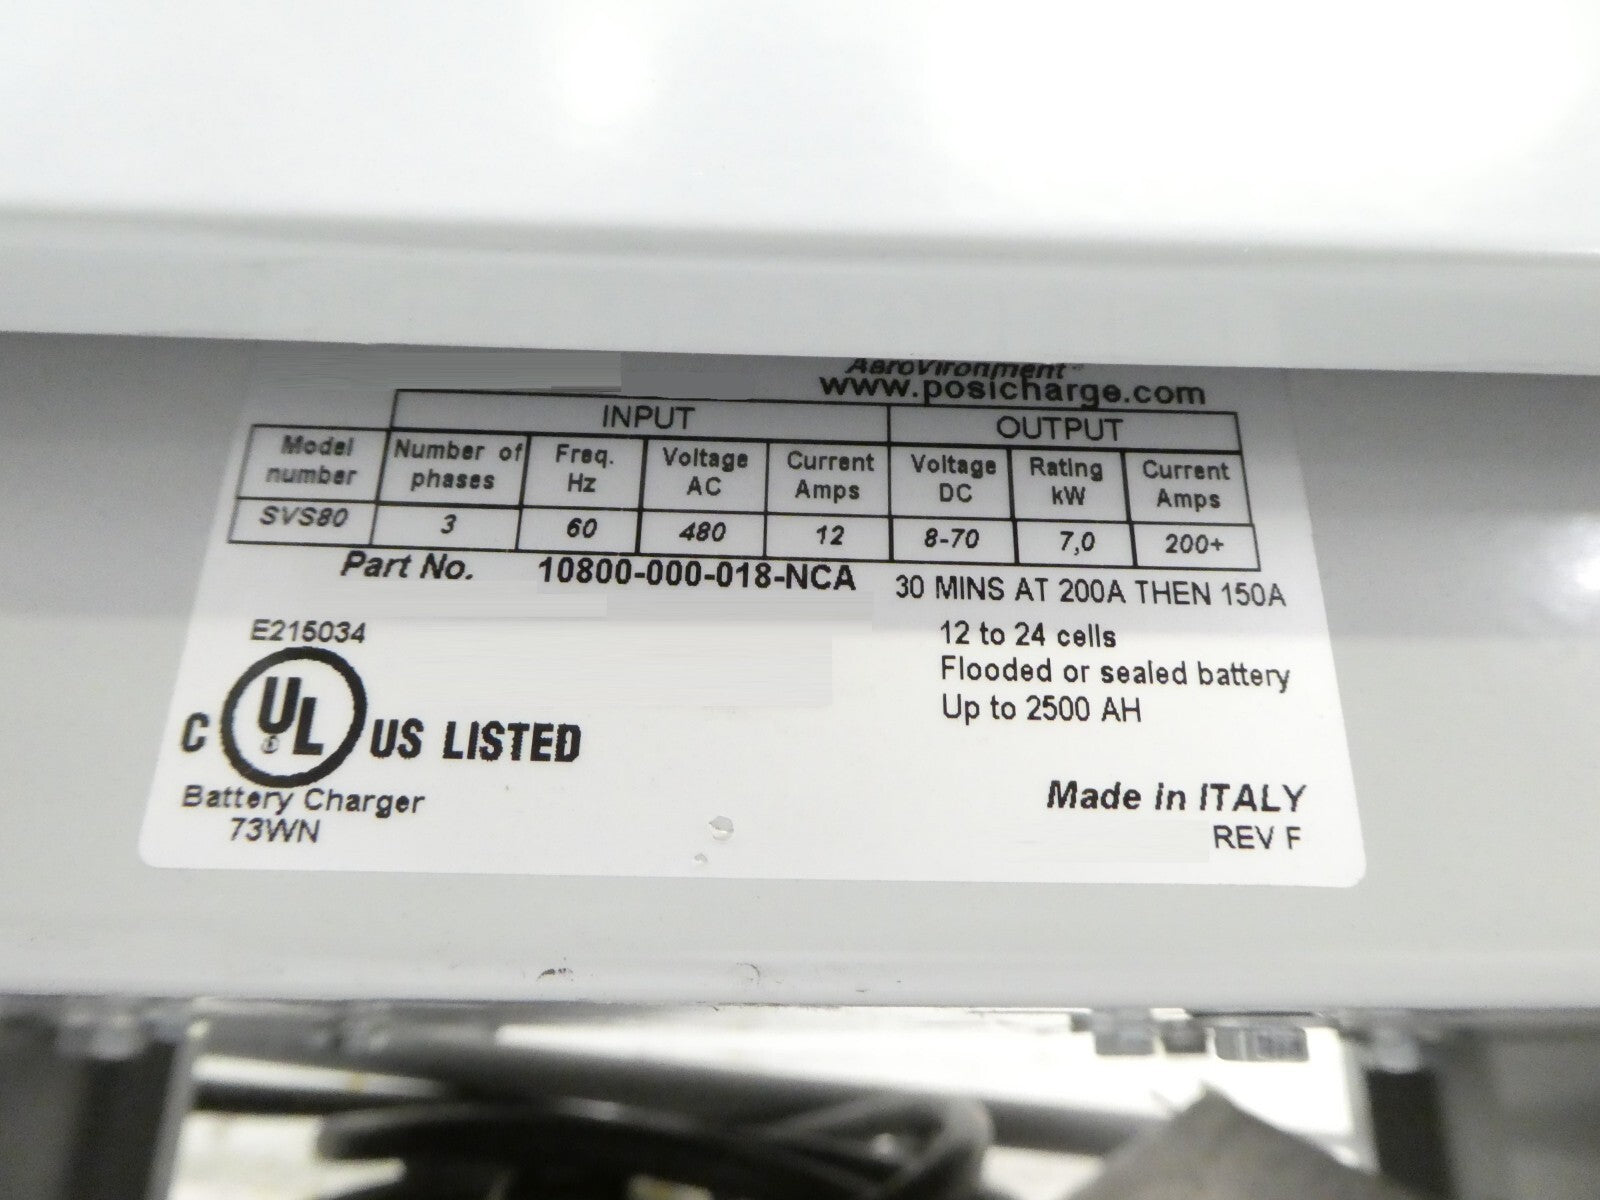 AeroVironment
www.posicharge.com
INPUT OUTPUT
Model number Number of phases Freq. Hz Voltage AC Current Amps Voltage DC Rating kW Current Amps
SVS80 3 60 480 12 8-70 7,0 200+
Part No. 10800-000-018-NCA 30 MINS AT 200A THEN 150A
12 to 24 cells
Flooded or sealed battery
Up to 2500 AH
E215034
C UL ® US LISTED
Battery Charger
73WN
Made in ITALY
REV F